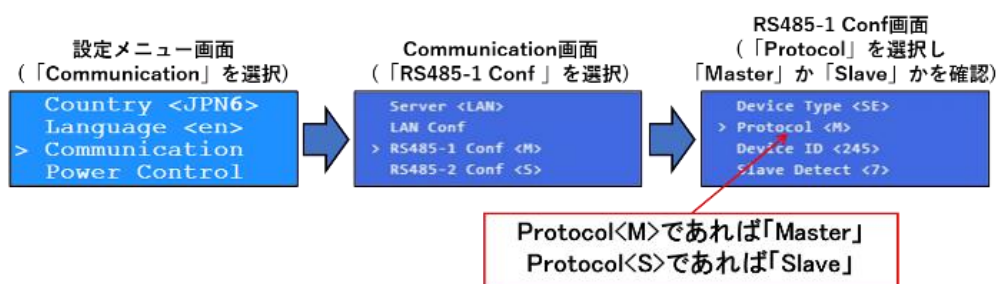 設定メニュー画面
(「Communication」を選択)
Country <JPN6>
Language <en>
> Communication
Power Control
Communication画面
(「RS485-1 Conf 」を選択)
Server <LAN>
LAN Conf
> RS485-1 Conf <M>
RS485-2 Conf <S>
RS485-1 Conf画面
(「Protocol」を選択し
「Master」か「Slave」かを確認)
Device Type <SE>
> Protocol <M>
Device ID <245>
Slave Detect <7>
Protocol<M>であれば「Master」
Protocol<S>であれば「Slave」